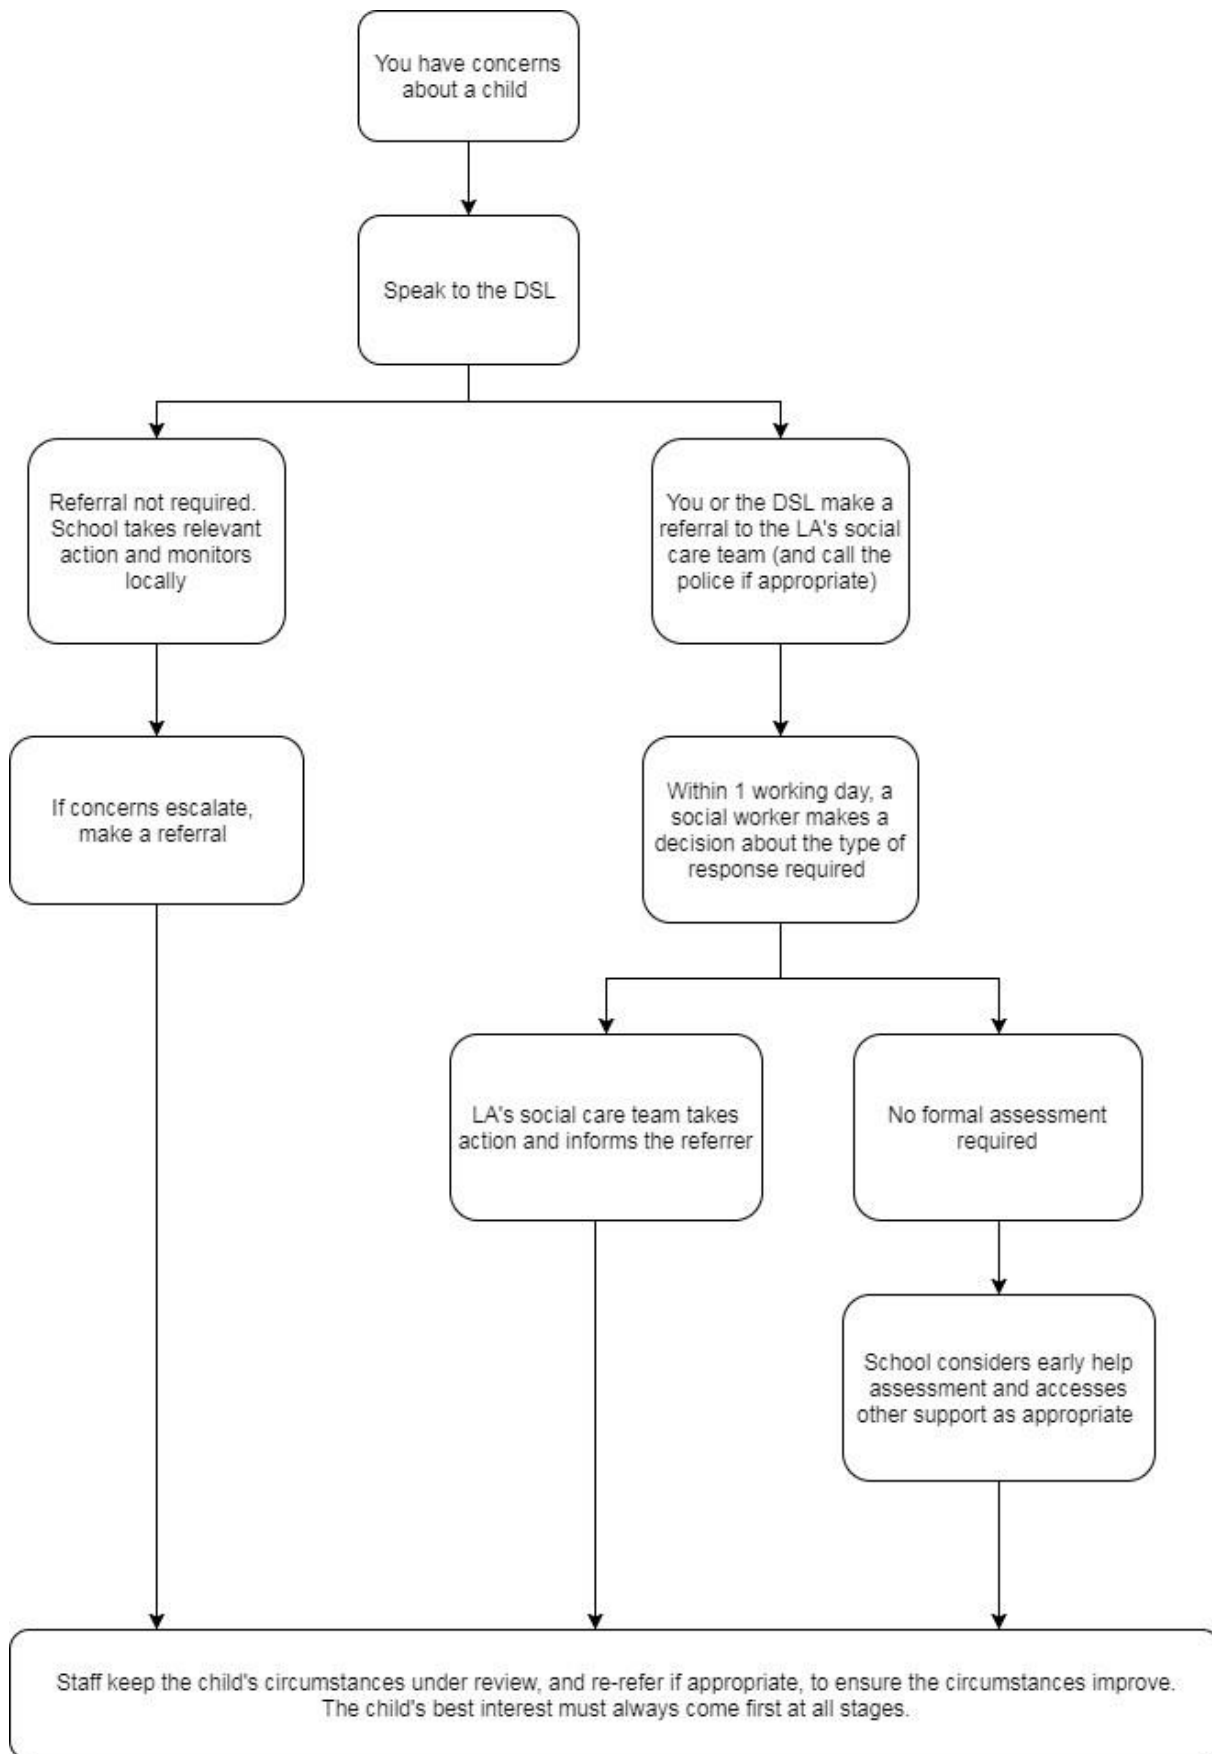 You have concerns
about a child
Speak to the DSL
Referral not required.
School takes relevant
action and monitors
locally
You or the DSL make a
referral to the LA's social
care team (and call the
police if appropriate)
If concerns escalate,
make a referral
Within 1 working day, a
social worker makes a
decision about the type of
response required
LA's social care team takes
action and informs the referrer
No formal assessment
required
School considers early help
assessment and accesses
other support as appropriate
Staff keep the child's circumstances under review, and re-refer if appropriate, to ensure the circumstances improve.
The child's best interest must always come first at all stages.